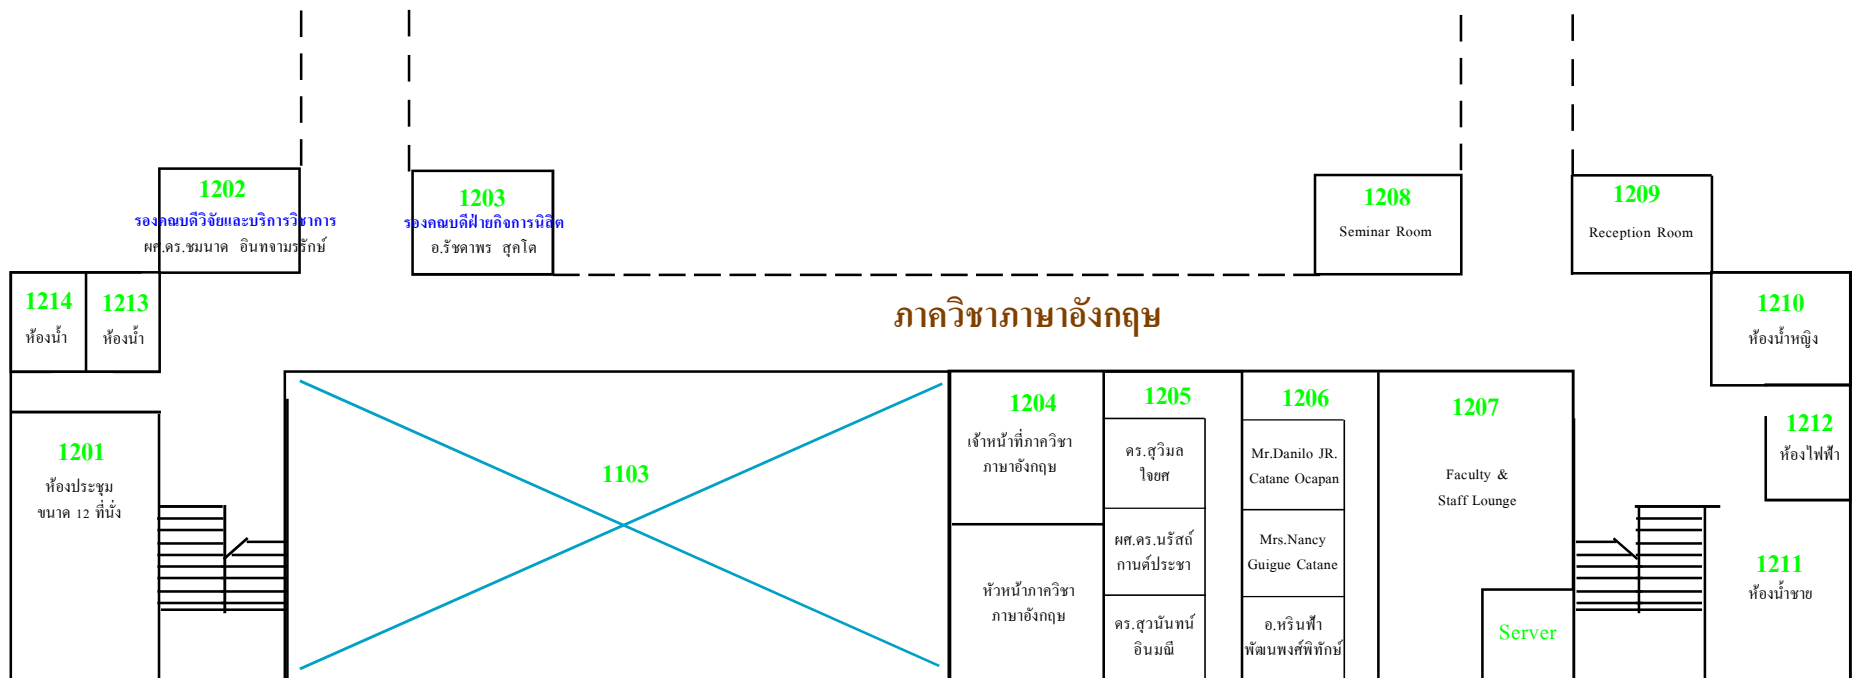 1202
รองคณบดีวิจัยและบริการวิชาการ
ผศ.ดร.ชมนาด อินทจามรรักษ์
1203
รองคณบดีฝ่ายกิจการนิสิต
อ.รัชดาพร สุคโต
1208
Seminar Room
1209
Reception Room
1214
ห้องน้ำ
1213
ห้องน้ำ
ภาควิชาภาษาอังกฤษ
1210
ห้องน้ำหญิง
1201
ห้องประชุม
ขนาด 12 ที่นั่ง
1103
1204
เจ้าหน้าที่ภาควิชา
ภาษาอังกฤษ
หัวหน้าภาควิชา
ภาษาอังกฤษ
1205
ดร.สุวิมล
ใจยศ
ผศ.ดร.นรัสถ์
กานต์ประชา
ดร.สุวนันทน์
อินมณี
1206
Mr.Danilo JR.
Catane Ocapan
Mrs.Nancy
Guigue Catane
อ.หรินฟ้า
พัฒนพงศ์พิทักษ์
1207
Faculty &
Staff Lounge
Server
1212
ห้องไฟฟ้า
1211
ห้องน้ำชาย